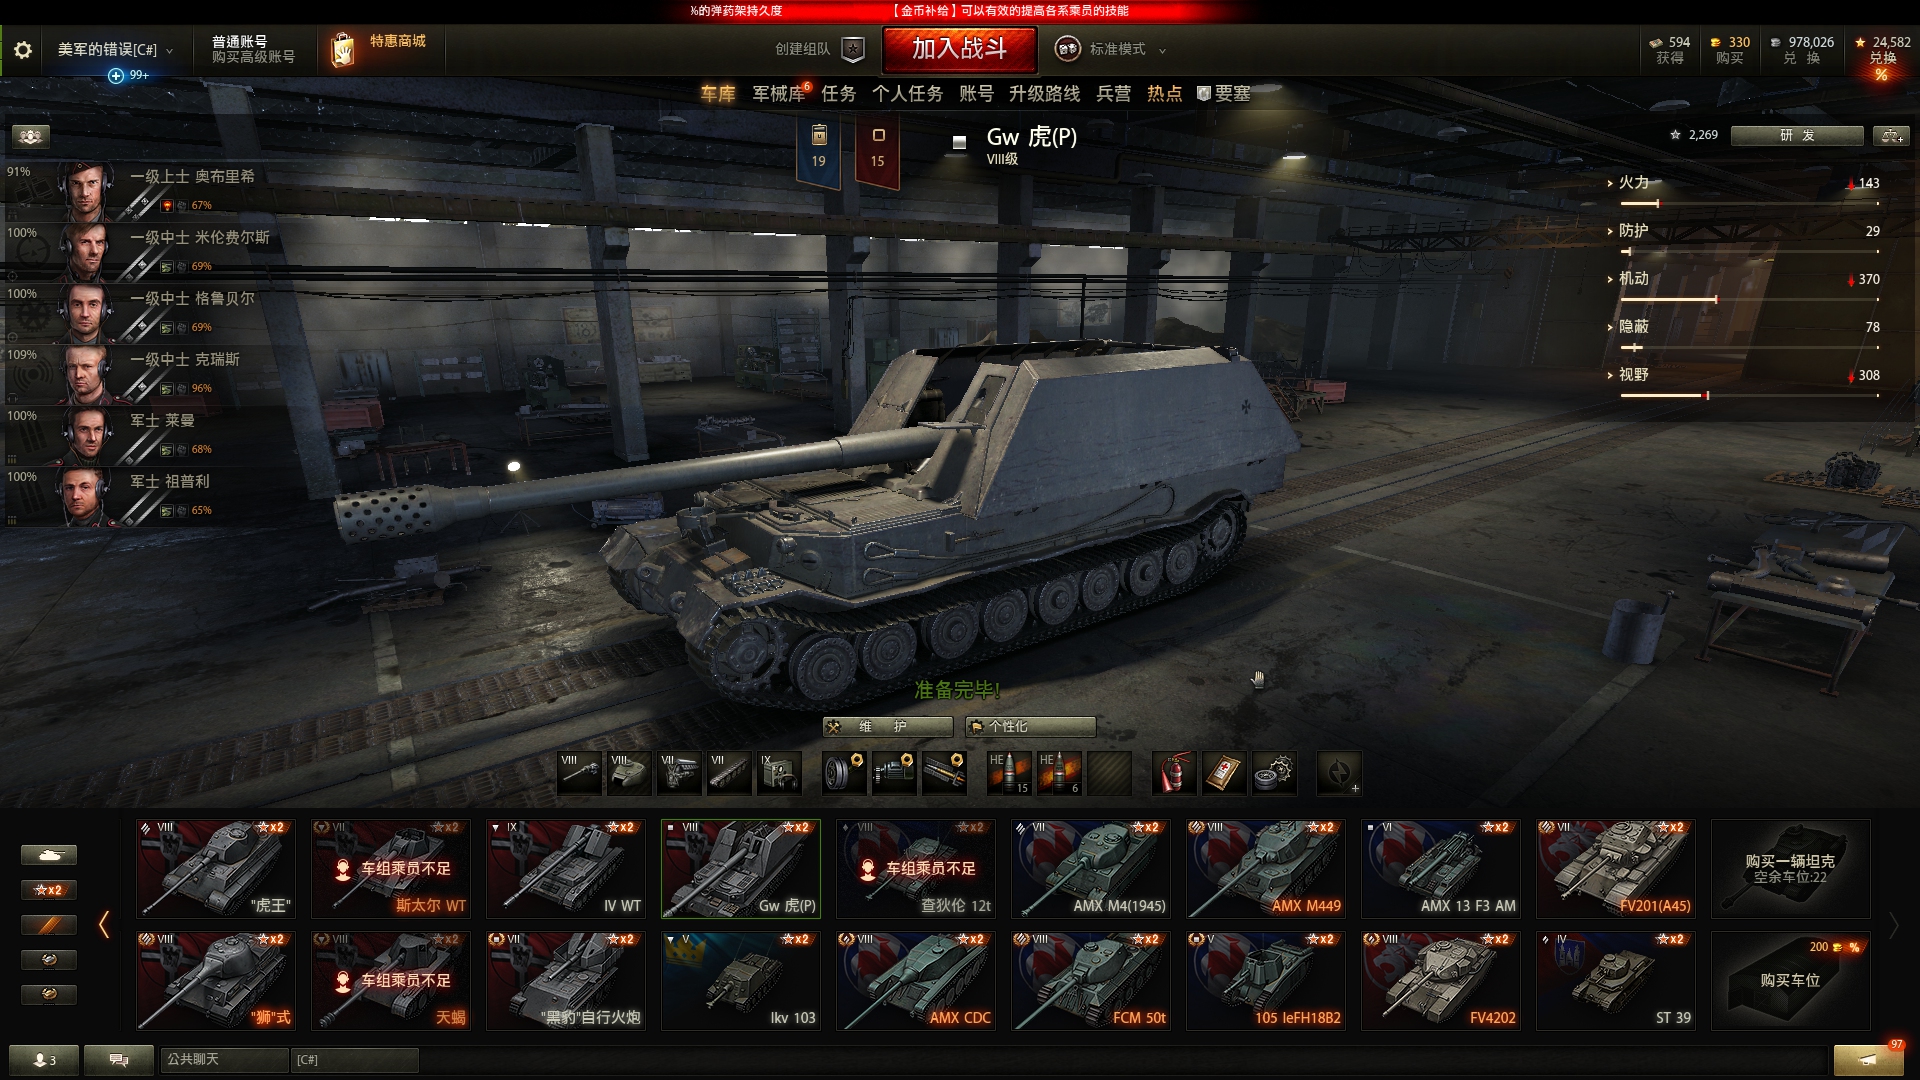 %的弹药架持久度
【金币补给】可以有效的提高各系乘员的技能
美军的错误[C#]
99+
普通账号
购买高级账号
特惠商城
创建组队
加入战斗
标准模式
594
获得
330
购买
978,026
兑 换
24,582
兑换
%
车库
军械库
6
任务
个人任务
账号
升级路线
兵营
热点
要塞
19
15
Gw 虎(P)
VIII级
2,269
研 发
91%
一级上士 奥布里希
67%
100%
一级中士 米伦费尔斯
69%
100%
一级中士 格鲁贝尔
69%
109%
一级中士 克瑞斯
96%
100%
军士 莱曼
68%
100%
军士 祖普利
65%
火力
143
防护
29
机动
370
隐蔽
78
视野
308
准备完毕!
维 护
个性化
VIII
VIII
VII
VII
IX
HE
15
HE
6
VIII
x2
"虎王"
VII
x2
车组乘员不足
斯太尔 WT
IX
x2
IV WT
VIII
x2
Gw 虎(P)
VIII
x2
车组乘员不足
查狄伦 12t
VII
x2
AMX M4(1945)
VIII
x2
AMX M449
VI
x2
AMX 13 F3 AM
VII
x2
FV201(A45)
购买一辆坦克
空余车位:22
x2
VIII
x2
"狮"式
VIII
x2
车组乘员不足
天蝎
VII
x2
"黑豹"自行火炮
V
x2
Ikv 103
VIII
x2
AMX CDC
VIII
x2
FCM 50t
V
x2
105 leFH18B2
VIII
x2
FV4202
IV
x2
ST 39
200
%
购买车位
3
公共聊天
[C#]
97